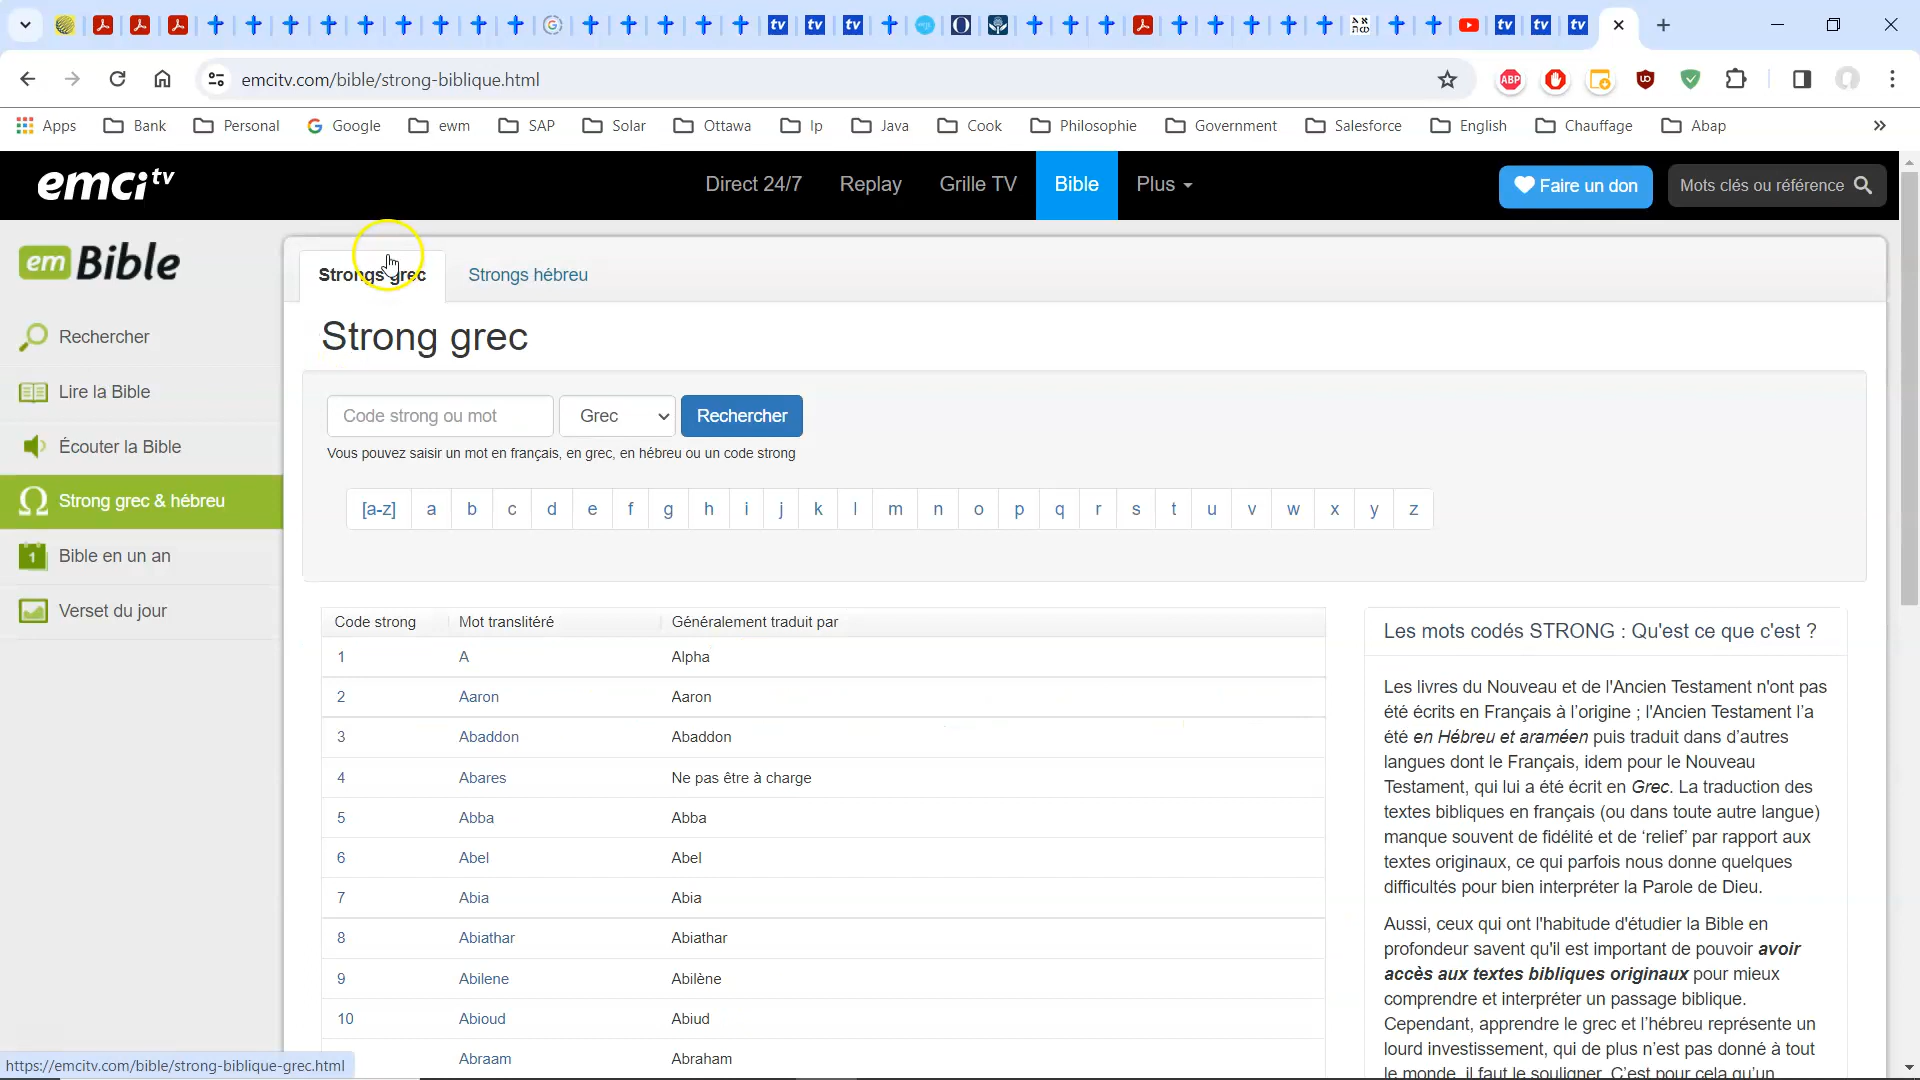 emcitv.com/bible/strong-biblique.html
Apps Bank Personal Google ewm SAP Solar Ottawa Ip Java Cook Philosophie Government Salesforce English Chauffage Abap »
emci tv Direct 24/7 Replay Grille TV Bible Plus Faire un don Mots clés ou référence
em Bible
Rechercher
Lire la Bible
Écouter la Bible
Strong grec & hébreu
1 Bible en un an
Verset du jour
Strongs grec Strongs hébreu
Strong grec
Code strong ou mot Grec Rechercher
Vous pouvez saisir un mot en français, en grec, en hébreu ou un code strong
[a-z] a b c d e f g h i j k l m n o p q r s t u v w x y z
Code strong Mot translitéré Généralement traduit par
1 A Alpha
2 Aaron Aaron
3 Abaddon Abaddon
4 Abares Ne pas être à charge
5 Abba Abba
6 Abel Abel
7 Abia Abia
8 Abiathar Abiathar
9 Abilene Abilène
10 Abioud Abiud
Abraam Abraham
Les mots codés STRONG : Qu'est ce que c'est ?
Les livres du Nouveau et de l'Ancien Testament n'ont pas
été écrits en Français à l’origine ; l'Ancien Testament l’a
été en Hébreu et araméen puis traduit dans d’autres
langues dont le Français, idem pour le Nouveau
Testament, qui lui a été écrit en Grec. La traduction des
textes bibliques en français (ou dans toute autre langue)
manque souvent de fidélité et de ‘relief’ par rapport aux
textes originaux, ce qui parfois nous donne quelques
difficultés pour bien interpréter la Parole de Dieu.
Aussi, ceux qui ont l'habitude d'étudier la Bible en
profondeur savent qu'il est important de pouvoir avoir
accès aux textes bibliques originaux pour mieux
comprendre et interpréter un passage biblique.
Cependant, apprendre le grec et l’hébreu représente un
lourd investissement, qui de plus n’est pas donné à tout
le monde, il faut le souligner. C’est pour cela qu’un
https://emcitv.com/bible/strong-biblique-grec.html